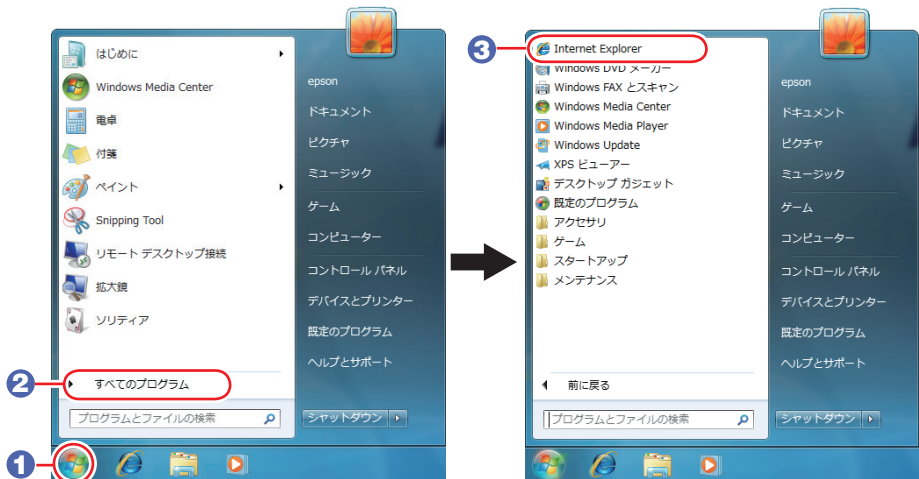 はじめに
Windows Media Center
電卓
付箋
ペイント
Snipping Tool
リモート デスクトップ接続
拡大鏡
ソリティア
2
すべてのプログラム
プログラムとファイルの検索
1
epson
ドキュメント
ピクチャ
ミュージック
ゲーム
コンピューター
コントロール パネル
デバイスとプリンター
既定のプログラム
ヘルプとサポート
シャットダウン
3
Internet Explorer
Windows DVD メーカー
Windows FAX とスキャン
Windows Media Center
Windows Media Player
Windows Update
XPS ビューアー
デスクトップ ガジェット
既定のプログラム
アクセサリ
ゲーム
スタートアップ
メンテナンス
前に戻る
プログラムとファイルの検索
epson
ドキュメント
ピクチャ
ミュージック
ゲーム
コンピューター
コントロール パネル
デバイスとプリンター
既定のプログラム
ヘルプとサポート
シャットダウン